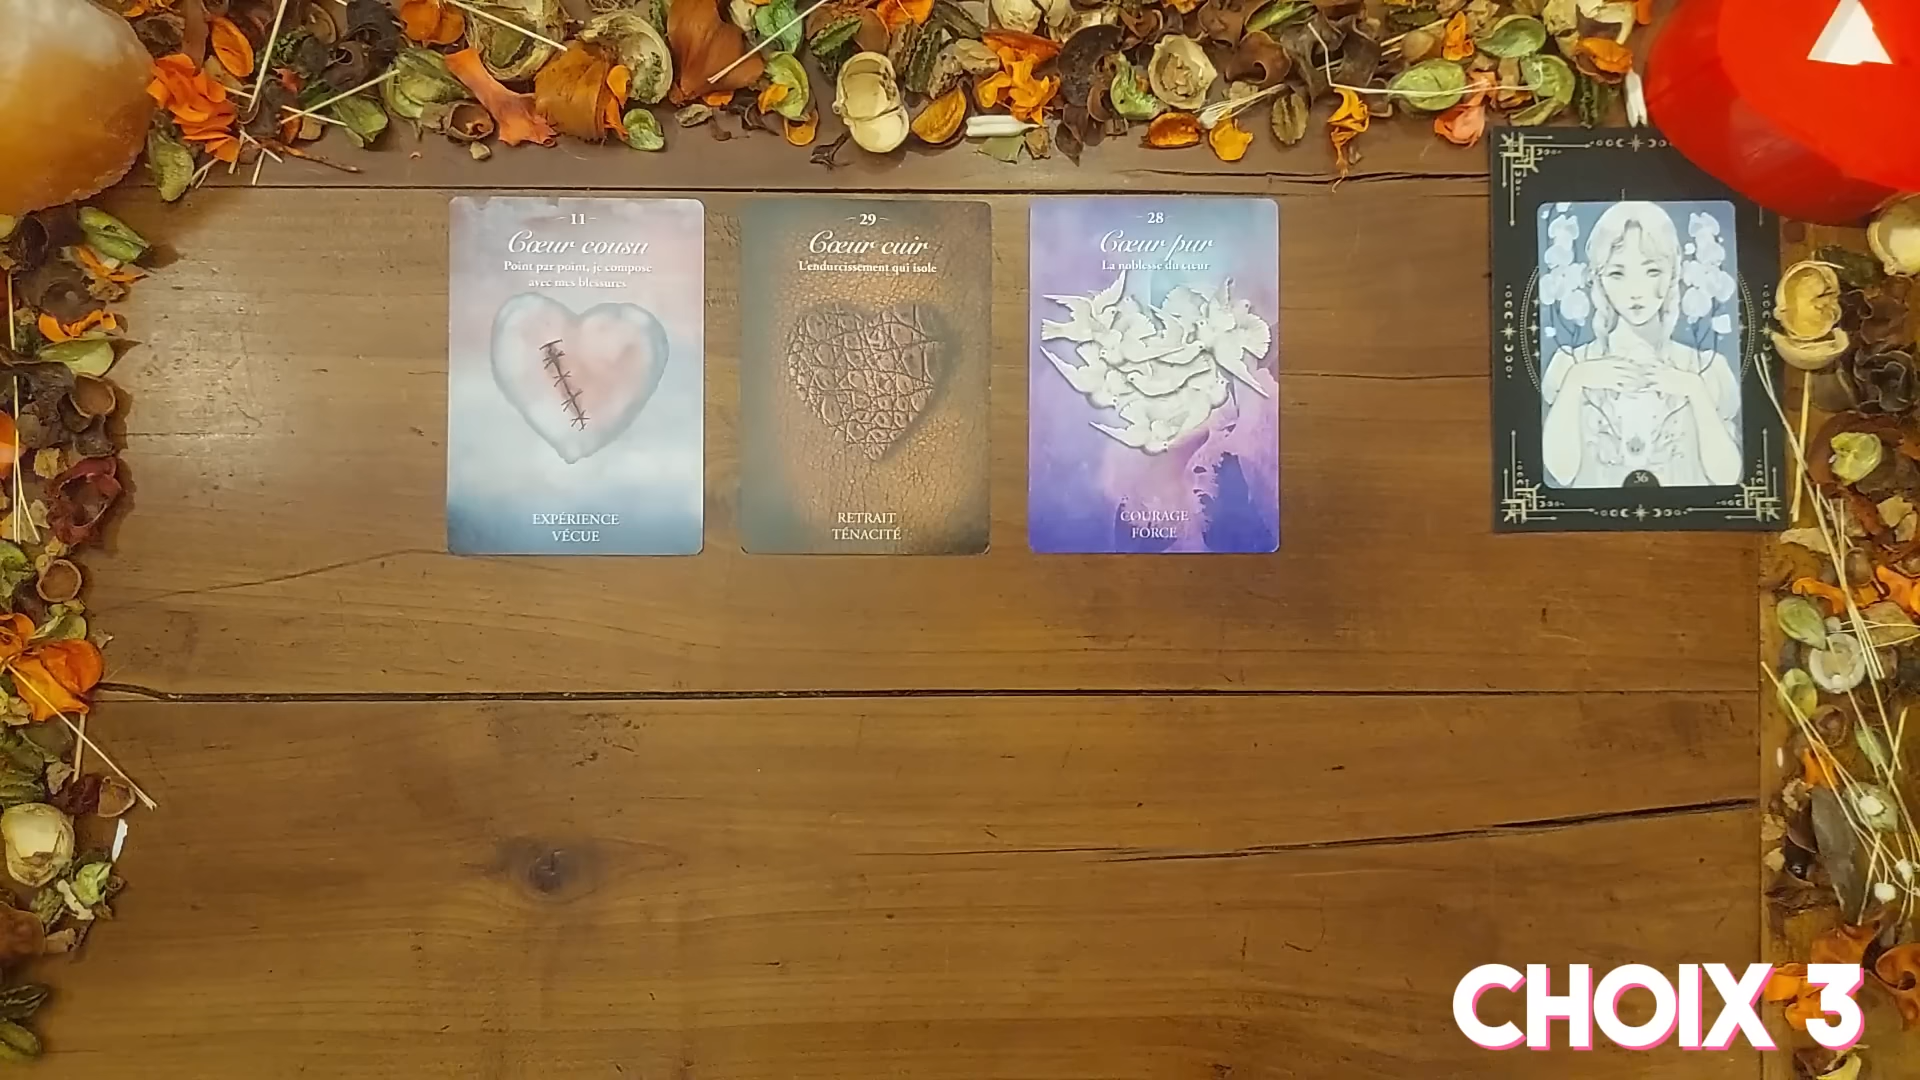 11
Cœur cousu
Point par point, je compose
avec mes blessures
EXPÉRIENCE
VÉCUE
29
Cœur cuir
L'endurcissement qui isole
RETRAIT
TÉNACITÉ
28
Cœur pur
La noblesse du cœur
COURAGE
FORCE
36
CHOIX 3